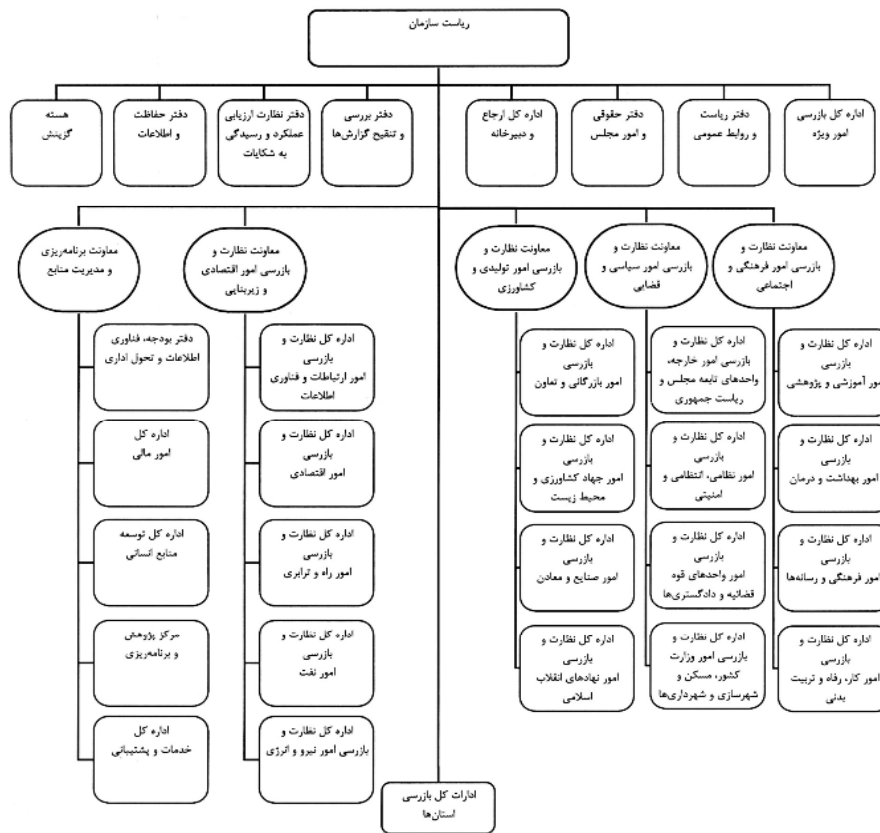 ریاست سازمان
اداره کل بازرسی
امور ویژه
دفتر ریاست
و روابط عمومی
دفتر حقوقی
و امور مجلس
اداره کل ارجاع
و دبیرخانه
دفتر بررسی
و تنقیح گزارش‌ها
دفتر نظارت ارزیابی
عملکرد و رسیدگی
به شکایات
دفتر حفاظت
و اطلاعات
هسته
گزینش
معاونت نظارت و
بازرسی امور فرهنگی و
اجتماعی
معاونت نظارت و
بازرسی امور سیاسی و
قضایی
معاونت نظارت و
بازرسی امور تولیدی و
کشاورزی
معاونت نظارت و
بازرسی امور اقتصادی
و زیربنایی
معاونت برنامه‌ریزی
و مدیریت منابع
اداره کل نظارت و
بازرسی
امور آموزشی و پژوهشی
اداره کل نظارت و
بازرسی
امور بهداشت و درمان
اداره کل نظارت و
بازرسی
امور فرهنگی و رسانه‌ها
اداره کل نظارت و
بازرسی
امور کار، رفاه و تربیت
بدنی
اداره کل نظارت و
بازرسی امور خارجه،
واحدهای تابعه مجلس و
ریاست جمهوری
اداره کل نظارت و
بازرسی
امور نظامی، انتظامی و
امنیتی
اداره کل نظارت و
بازرسی
امور واحدهای قوه
قضائیه و دادگستری‌ها
اداره کل نظارت و
بازرسی امور وزارت
کشور، مسکن و
شهرسازی و شهرداری‌ها
اداره کل نظارت و
بازرسی
امور بازرگانی و تعاون
اداره کل نظارت و
بازرسی
امور جهاد کشاورزی و
محیط زیست
اداره کل نظارت و
بازرسی
امور صنایع و معادن
اداره کل نظارت و
بازرسی
امور نهادهای انقلاب
اسلامی
اداره کل نظارت و
بازرسی
امور ارتباطات و فناوری
اطلاعات
اداره کل نظارت و
بازرسی
امور اقتصادی
اداره کل نظارت و
بازرسی
امور راه و ترابری
اداره کل نظارت و
بازرسی
امور نفت
اداره کل نظارت و
بازرسی امور نیرو و انرژی
دفتر بودجه، فناوری
اطلاعات و تحول اداری
اداره کل
امور مالی
اداره کل توسعه
منابع انسانی
مرکز پژوهش
و برنامه‌ریزی
اداره کل
خدمات و پشتیبانی
ادارات کل بازرسی
استان‌ها